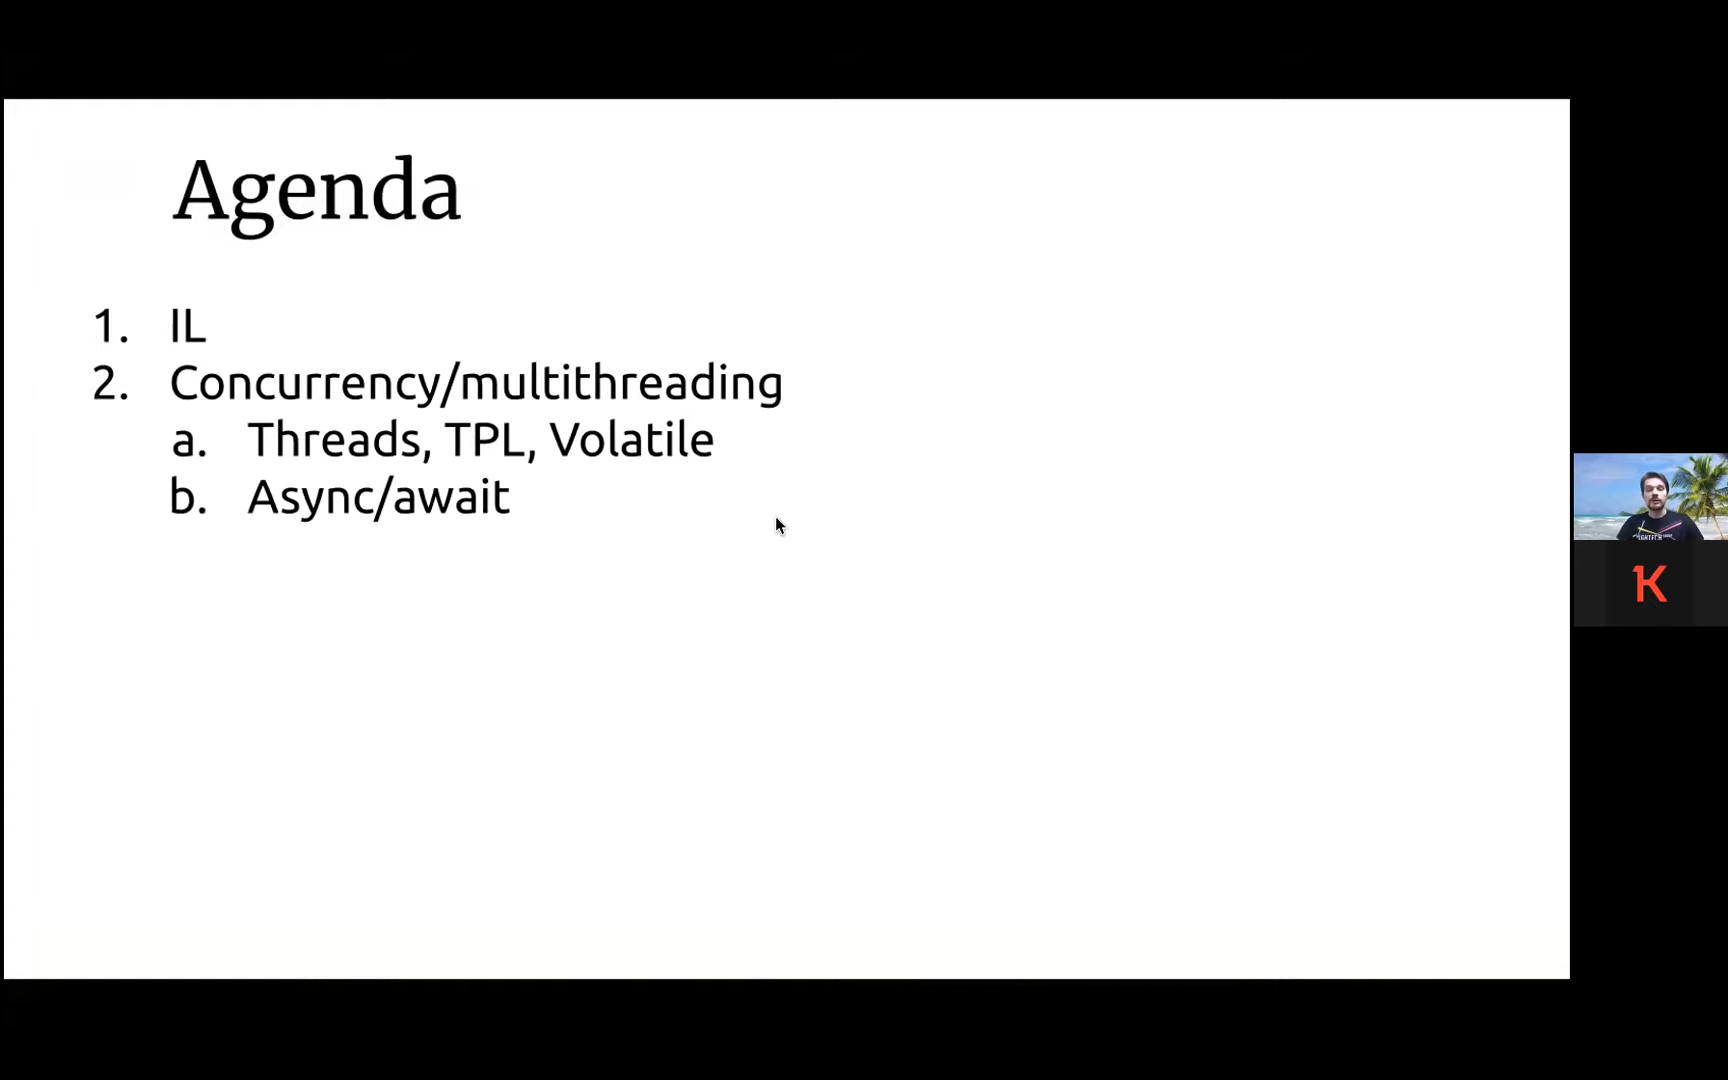 Agenda
1. IL
2. Concurrency/multithreading
a. Threads, TPL, Volatile
b. Async/await
K